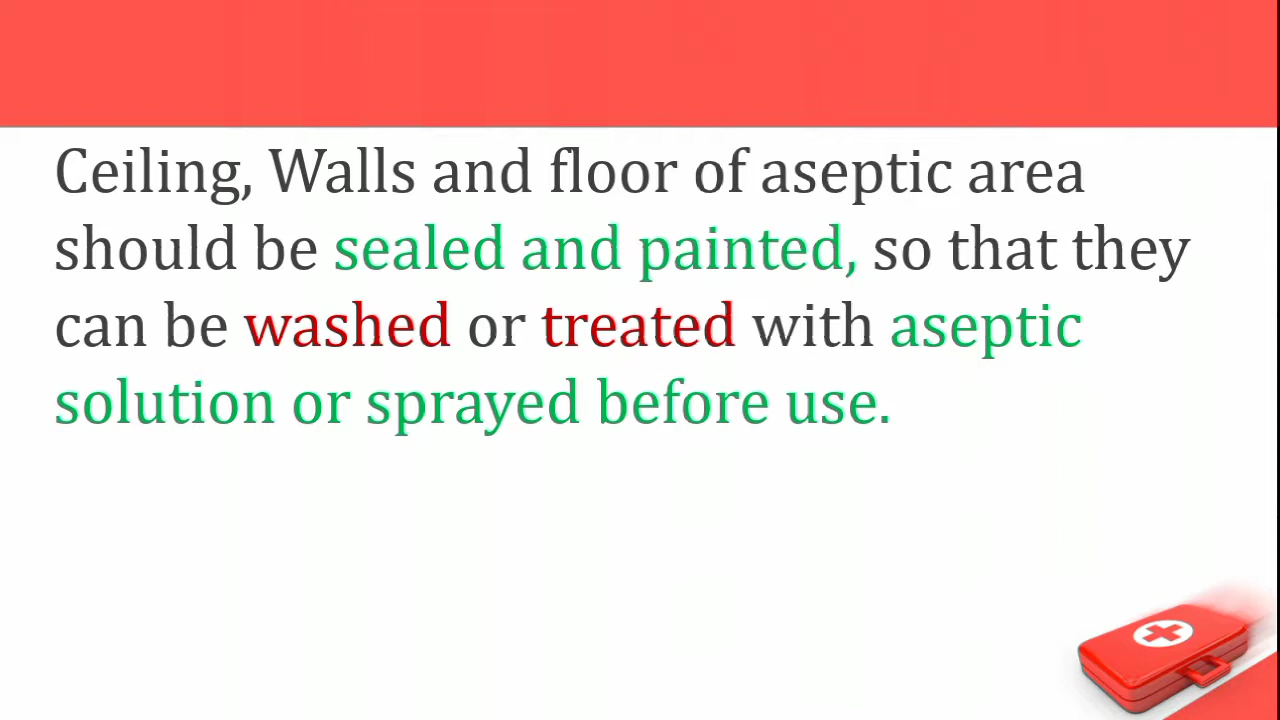 Ceiling, Walls and floor of aseptic area
should be sealed and painted, so that they
can be washed or treated with aseptic
solution or sprayed before use.